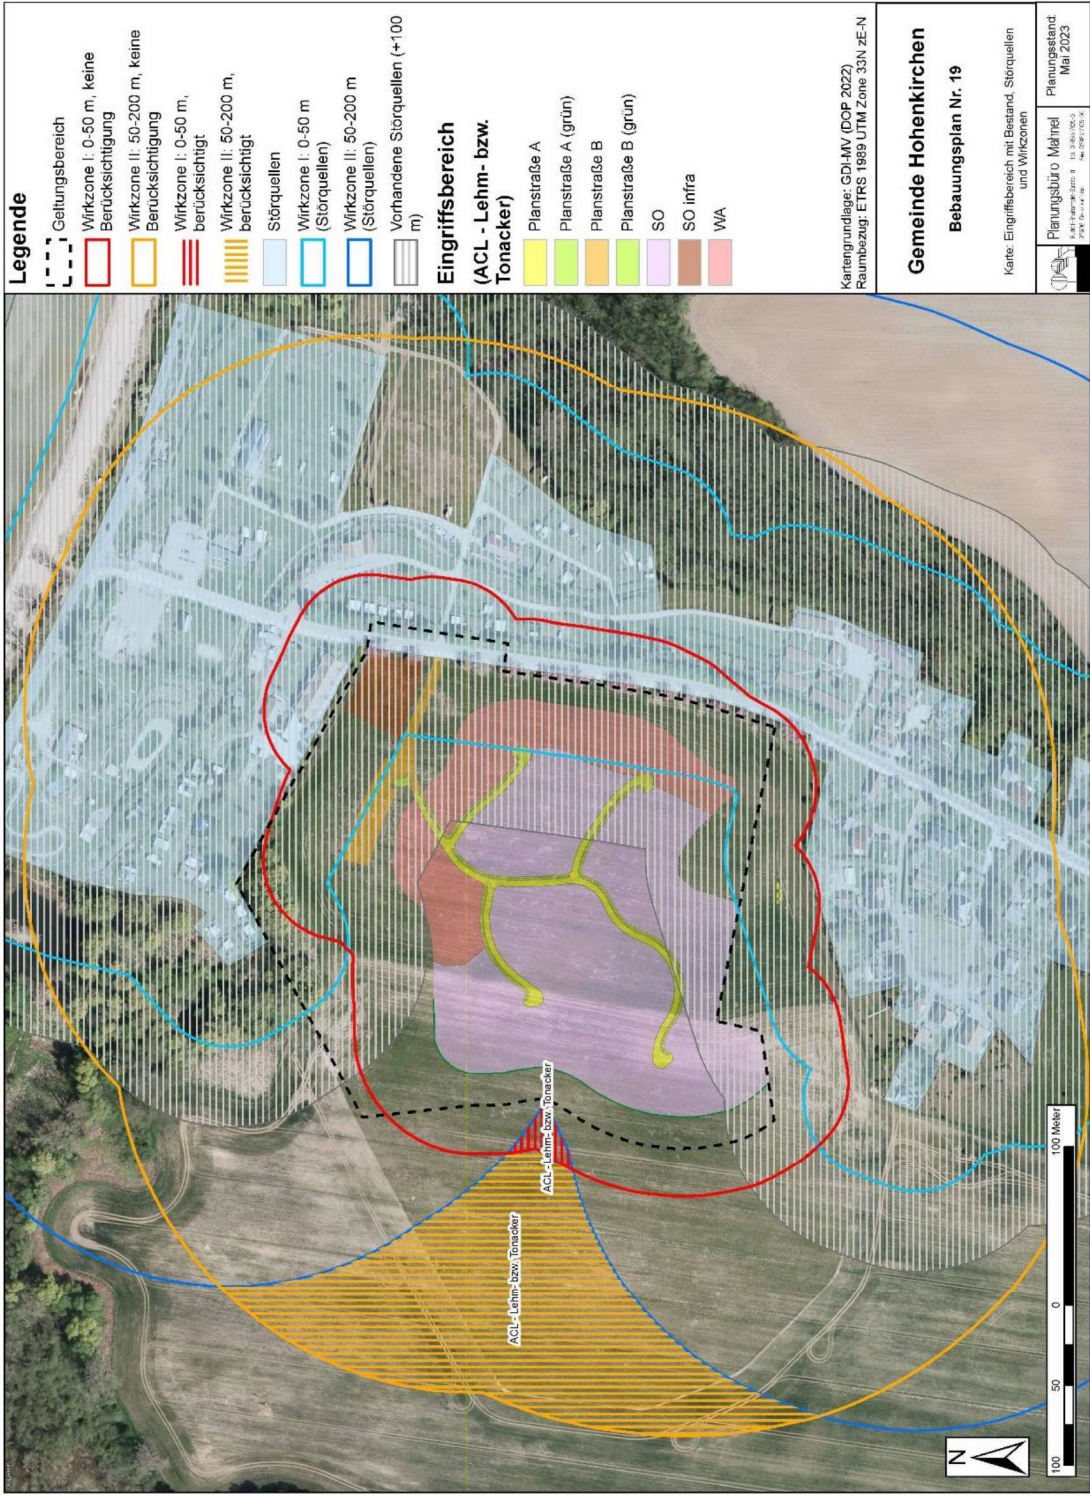 Legende
Geltungsbereich
Wirkzone I: 0-50 m, keine
Berücksichtigung
Wirkzone II: 50-200 m, keine
Berücksichtigung
Wirkzone I: 0-50 m,
berücksichtigt
Wirkzone II: 50-200 m,
berücksichtigt
Störquellen
Wirkzone I: 0-50 m
(Störquellen)
Wirkzone II: 50-200 m
(Störquellen)
Vorhandene Störquellen (+100
m)
Eingriffsbereich
(ACL - Lehm- bzw.
Tonacker)
Planstraße A
Planstraße A (grün)
Planstraße B
Planstraße B (grün)
SO
SO infra
WA
Kartengrundlage: GDI-MV (DOP 2022)
Raumbezug: ETRS 1989 UTM Zone 33N zE-N
Gemeinde Hohenkirchen
Bebauungsplan Nr. 19
Karte: Eingriffsbereich mit Bestand, Störquellen
und Wirkzonen
Planungsbüro Mahnel
Planungsstand:
Mai 2023
ACL - Lehm- bzw. Tonacker
ACL - Lehm- bzw. Tonacker
N
100 50 0 100 Meter